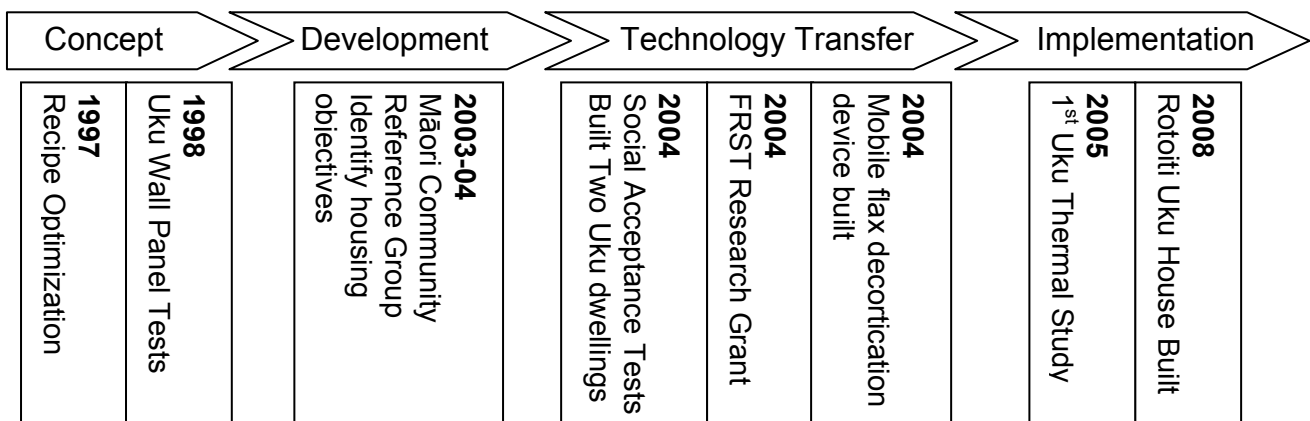 Concept
Development
Technology Transfer
Implementation
1997
Recipe Optimization
1998
Uku Wall Panel Tests
2003-04
Māori Community
Reference Group
Identify housing
objectives
2004
Social Acceptance Tests
Built Two Uku dwellings
2004
FRST Research Grant
2004
Mobile flax decortication
device built
2005
1st Uku Thermal Study
2008
Rotoiti Uku House Built